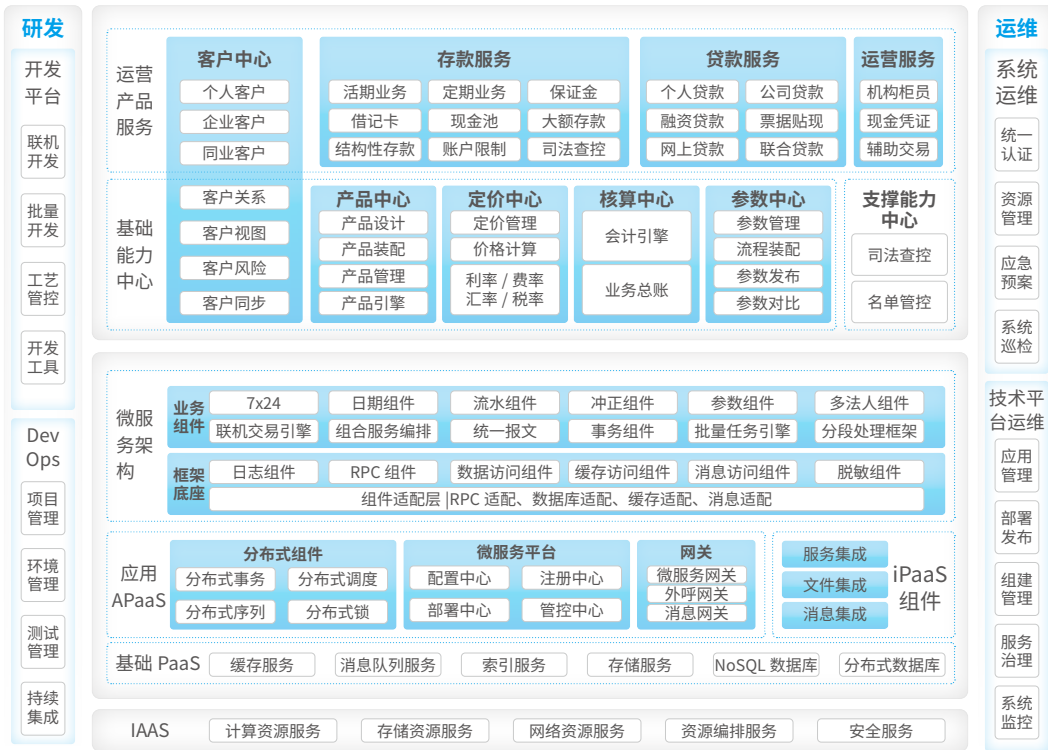 研发
开发
平台
联机
开发
批量
开发
工艺
管控
开发
工具
Dev
Ops
项目
管理
环境
管理
测试
管理
持续
集成
运营
产品
服务
客户中心
个人客户
企业客户
同业客户
客户关系
客户视图
客户风险
客户同步
存款服务
活期业务
定期业务
保证金
借记卡
现金池
大额存款
结构性存款
账户限制
司法查控
贷款服务
个人贷款
公司贷款
融资贷款
票据贴现
网上贷款
联合贷款
运营服务
机构柜员
现金凭证
辅助交易
基础
能力
中心
产品中心
产品设计
产品装配
产品管理
产品引擎
定价中心
定价管理
价格计算
利率 / 费率
汇率 / 税率
核算中心
会计引擎
业务总账
参数中心
参数管理
流程装配
参数发布
参数对比
支撑能力
中心
司法查控
名单管控
微服
务架
构
业务
组件
7x24
日期组件
流水组件
冲正组件
参数组件
多法人组件
联机交易引擎
组合服务编排
统一报文
事务组件
批量任务引擎
分段处理框架
框架
底座
日志组件
RPC 组件
数据访问组件
缓存访问组件
消息访问组件
脱敏组件
组件适配层 |RPC 适配、数据库适配、缓存适配、消息适配
应用
APaaS
分布式组件
分布式事务
分布式调度
分布式序列
分布式锁
微服务平台
配置中心
注册中心
部署中心
管控中心
网关
微服务网关
外呼网关
消息网关
服务集成
文件集成
消息集成
iPaaS
组件
基础 PaaS
缓存服务
消息队列服务
索引服务
存储服务
NoSQL 数据库
分布式数据库
IAAS
计算资源服务
存储资源服务
网络资源服务
资源编排服务
安全服务
运维
系统
运维
统一
认证
资源
管理
应急
预案
系统
巡检
技术平
台运维
应用
管理
部署
发布
组建
管理
服务
治理
系统
监控